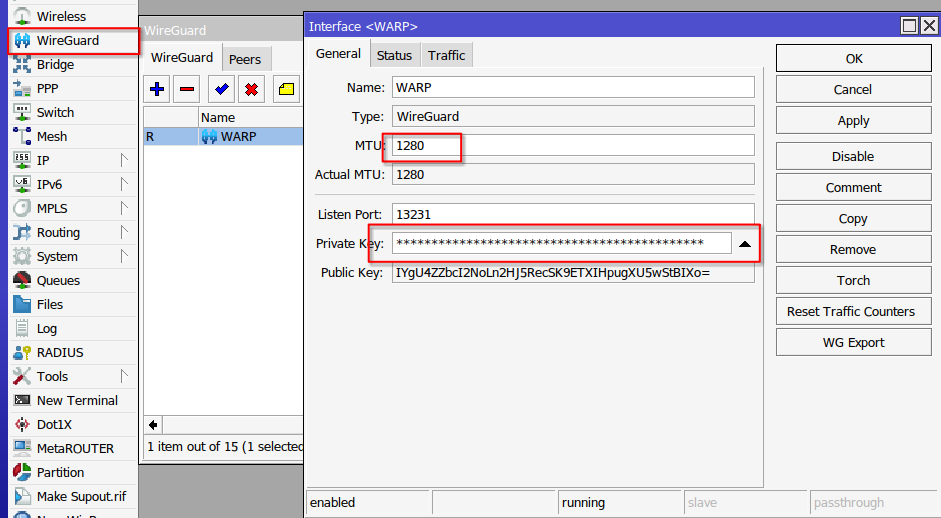 Wireless
WireGuard
Bridge
PPP
Switch
Mesh
IP
IPv6
MPLS
Routing
System
Queues
Files
Log
RADIUS
Tools
New Terminal
Dot1X
MetaROUTER
Partition
Make Supout.rif
WireGuard
WireGuard Peers
Name
R WARP
1 item out of 15 (1 selected
Interface <WARP>
General Status Traffic
Name: WARP
Type: WireGuard
MTU: 1280
Actual MTU: 1280
Listen Port: 13231
Private Key: ********************************************
Public Key: IYgU4ZZbcI2NoLn2HJ5RecSK9ETXIHpugXU5wStBIXo=
OK
Cancel
Apply
Disable
Comment
Copy
Remove
Torch
Reset Traffic Counters
WG Export
enabled running slave passthrough